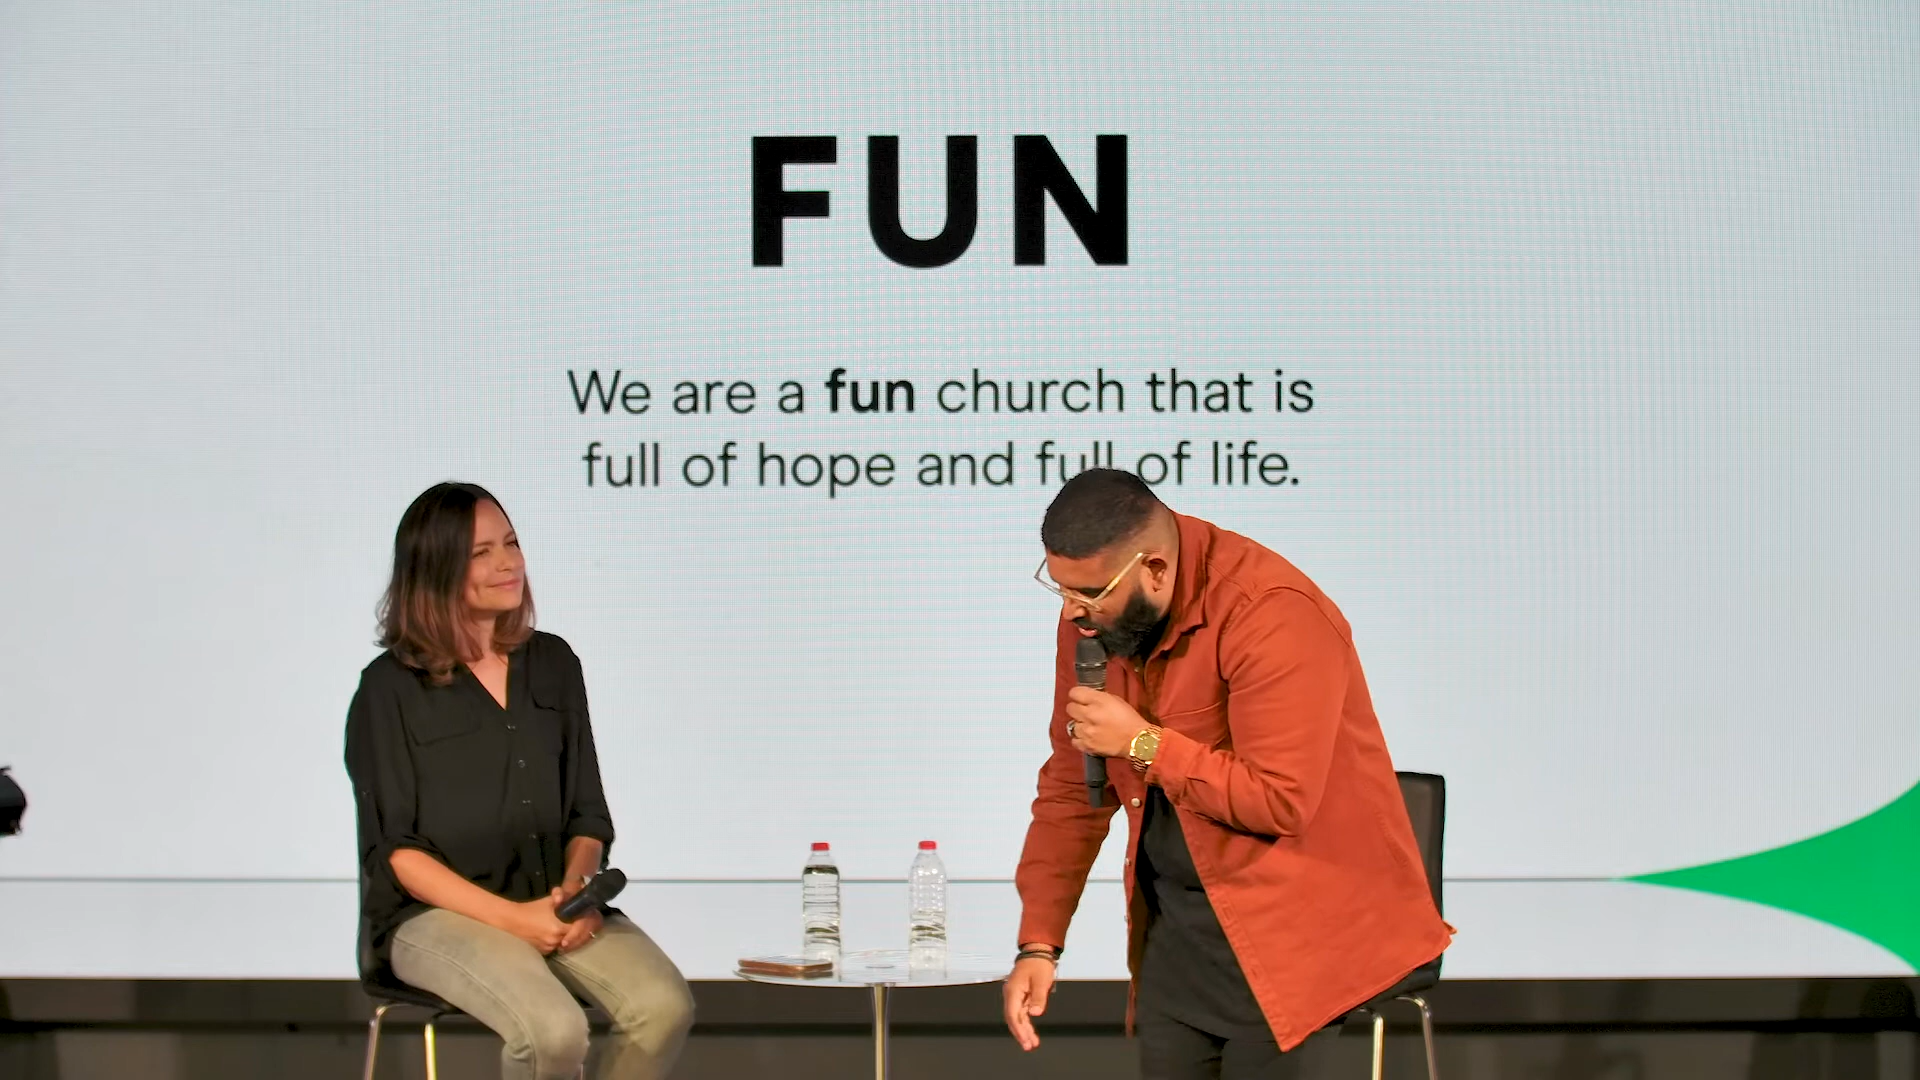 FUN
We are a fun church that is
full of hope and full of life.